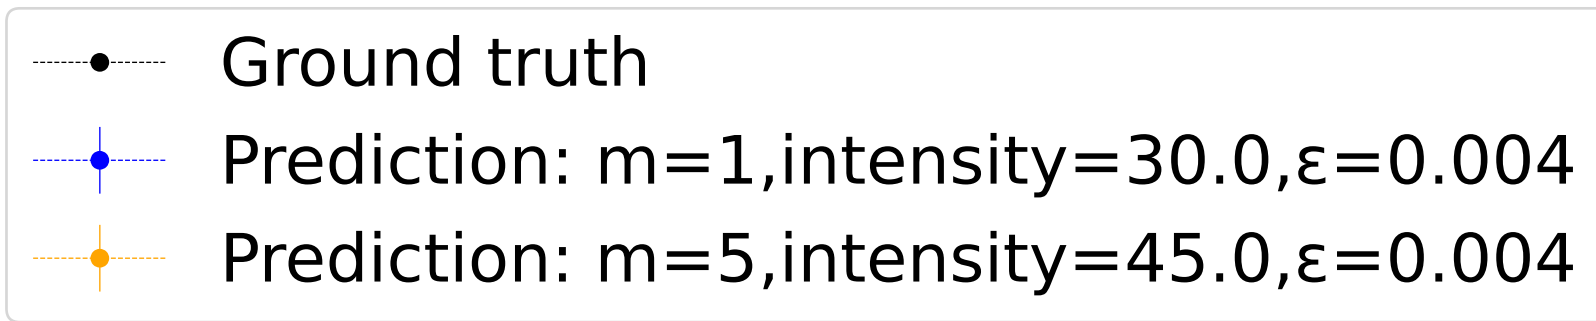 Ground truth
Prediction: m=1,intensity=30.0,ε=0.004
Prediction: m=5,intensity=45.0,ε=0.004